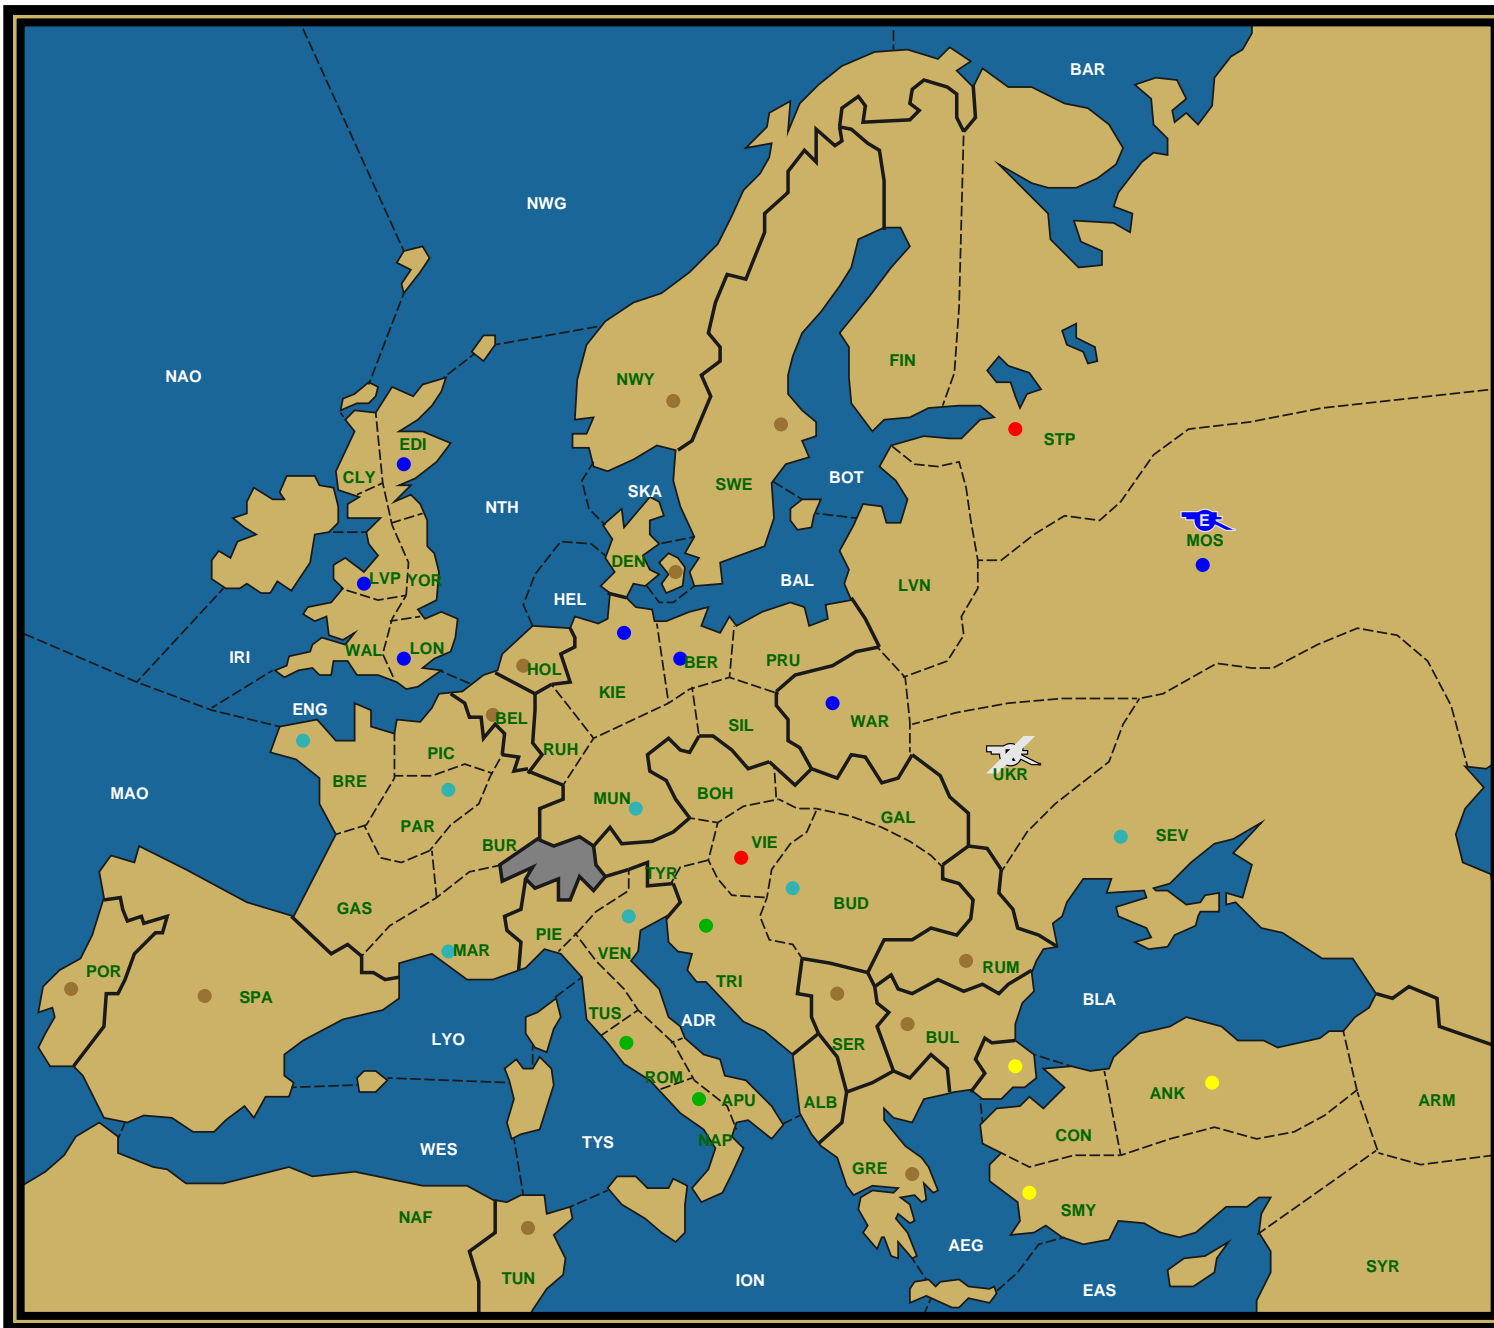 BAR
NWG
NAO
FIN
NWY
STP
EDI
CLY
SWE
BOT
SKA
NTH
E
MOS
DEN
LVP
YOR
BAL
LVN
HEL
WAL
LON
IRI
HOL
BER
PRU
KIE
ENG
BEL
WAR
SIL
PIC
RUH
UKR
BRE
MAO
MUN
BOH
GAL
PAR
SEV
BUR
VIE
TYR
BUD
GAS
PIE
MAR
VEN
POR
RUM
SPA
TRI
BLA
TUS
ADR
LYO
BUL
SER
ROM
ANK
APU
ALB
ARM
CON
NAP
TYS
WES
GRE
SMY
NAF
AEG
SYR
TUN
ION
EAS